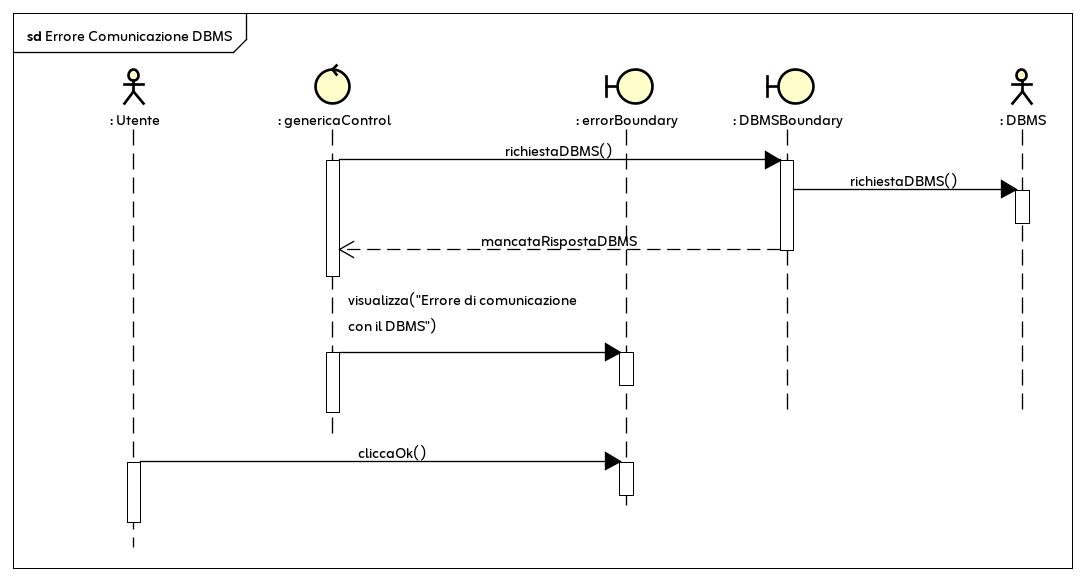 sd Errore Comunicazione DBMS
: Utente
: genericaControl
: errorBoundary
: DBMSBoundary
: DBMS
richiestaDBMS()
richiestaDBMS()
mancataRispostaDBMS
visualizza("Errore di comunicazione
con il DBMS")
cliccaOk()